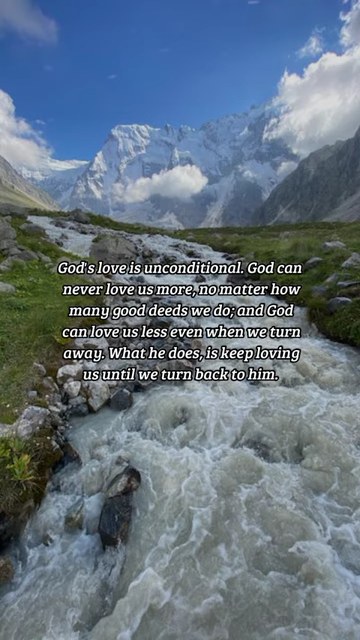 God's love is unconditional. God can
never love us more, no matter how
many good deeds we do; and God
can love us less even when we turn
away. What he does, is keep loving
us until we turn back to him.